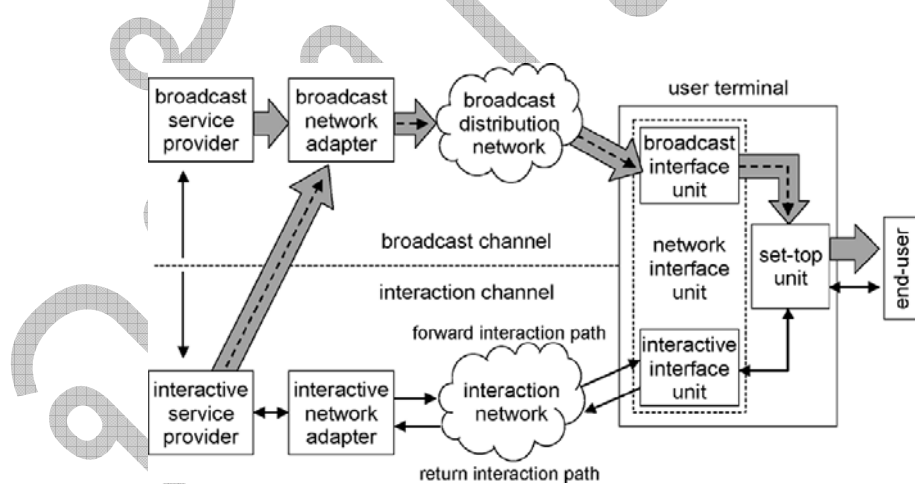 user terminal
broadcast
service
provider
broadcast
network
adapter
broadcast
distribution
network
broadcast
interface
unit
network
interface
unit
set-top
unit
end-user
broadcast channel
interaction channel
forward interaction path
interactive
service
provider
interactive
network
adapter
interaction
network
interactive
interface
unit
return interaction path